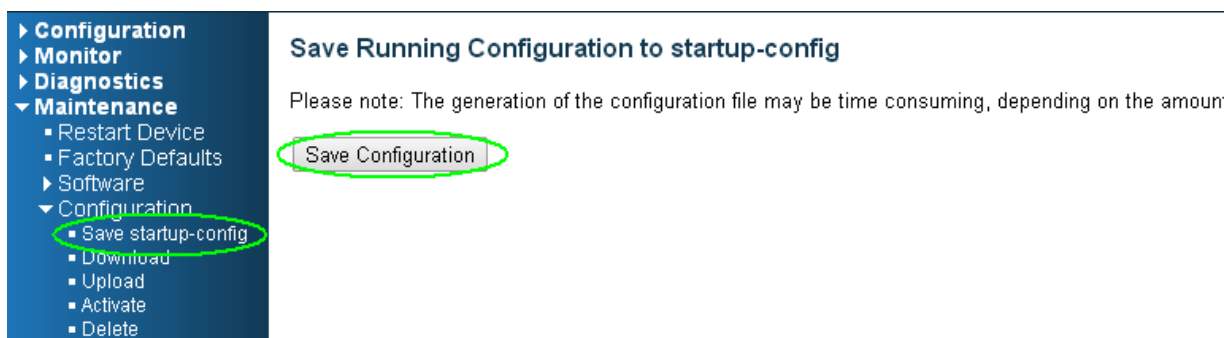 Configuration
Monitor
Diagnostics
Maintenance
Restart Device
Factory Defaults
Software
Configuration
Save startup-config
Download
Upload
Activate
Delete
Save Running Configuration to startup-config
Please note: The generation of the configuration file may be time consuming, depending on the amount
Save Configuration